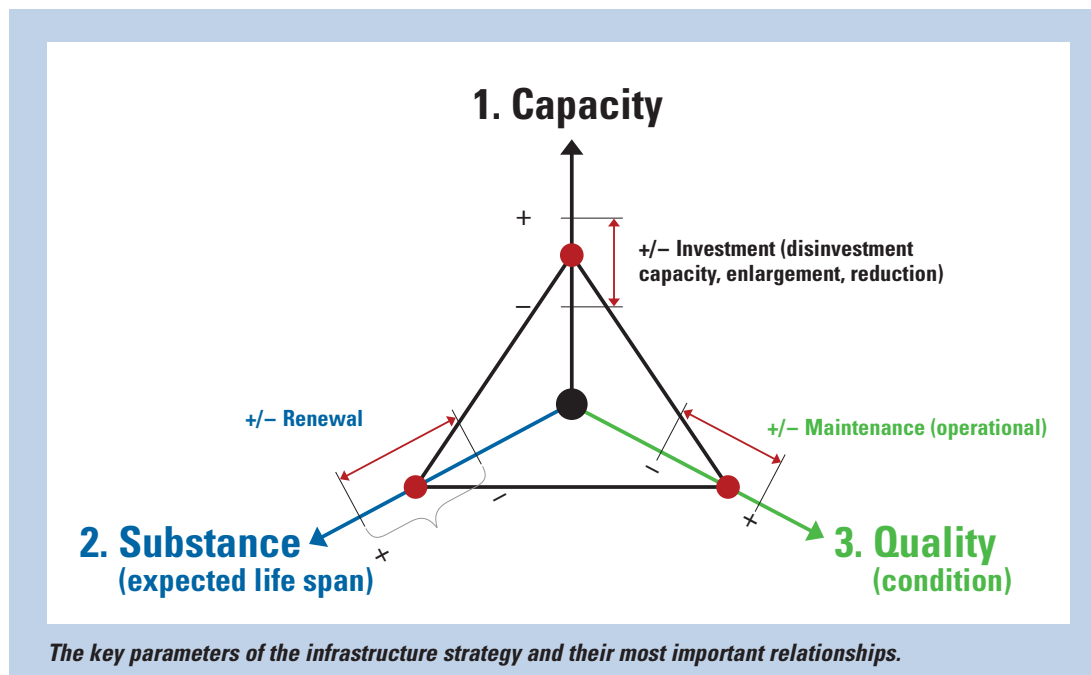 1. Capacity
+
+/– Investment (disinvestment
capacity, enlargement, reduction)
–
+/– Renewal
+/– Maintenance (operational)
–
–
+
+
2. Substance
(expected life span)
3. Quality
(condition)
The key parameters of the infrastructure strategy and their most important relationships.